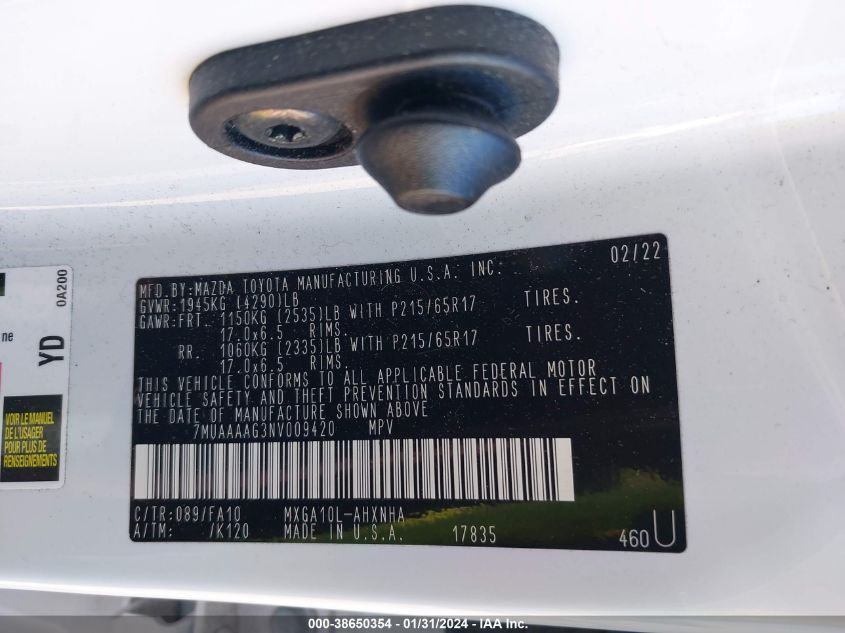 02/22
MFD.BY:MAZDA TOYOTA MANUFACTURING U.S.A. INC.
GVWR:1945KG (4290)LB
GAWR:FRT. 1150KG (2535)LB WITH P215/65R17 TIRES.
17.0x6.5 RIMS.
RR. 1060KG (2335)LB WITH P215/65R17 TIRES.
17.0x6.5 RIMS.
THIS VEHICLE CONFORMS TO ALL APPLICABLE FEDERAL MOTOR
VEHICLE SAFETY AND THEFT PREVENTION STANDARDS IN EFFECT ON
THE DATE OF MANUFACTURE SHOWN ABOVE
7MUAAAAG3NV009420 MPV
C/TR:089/FA10 MXGA10L-AHXNHA
A/TM: /K120 MADE IN U.S.A. 17835
460U
0A200
ne
YD
VOIR LE MANUEL
DE L'USAGER
POUR PLUS DE
RENSEIGNEMENTS
000-38650354 - 01/31/2024 - IAA Inc.